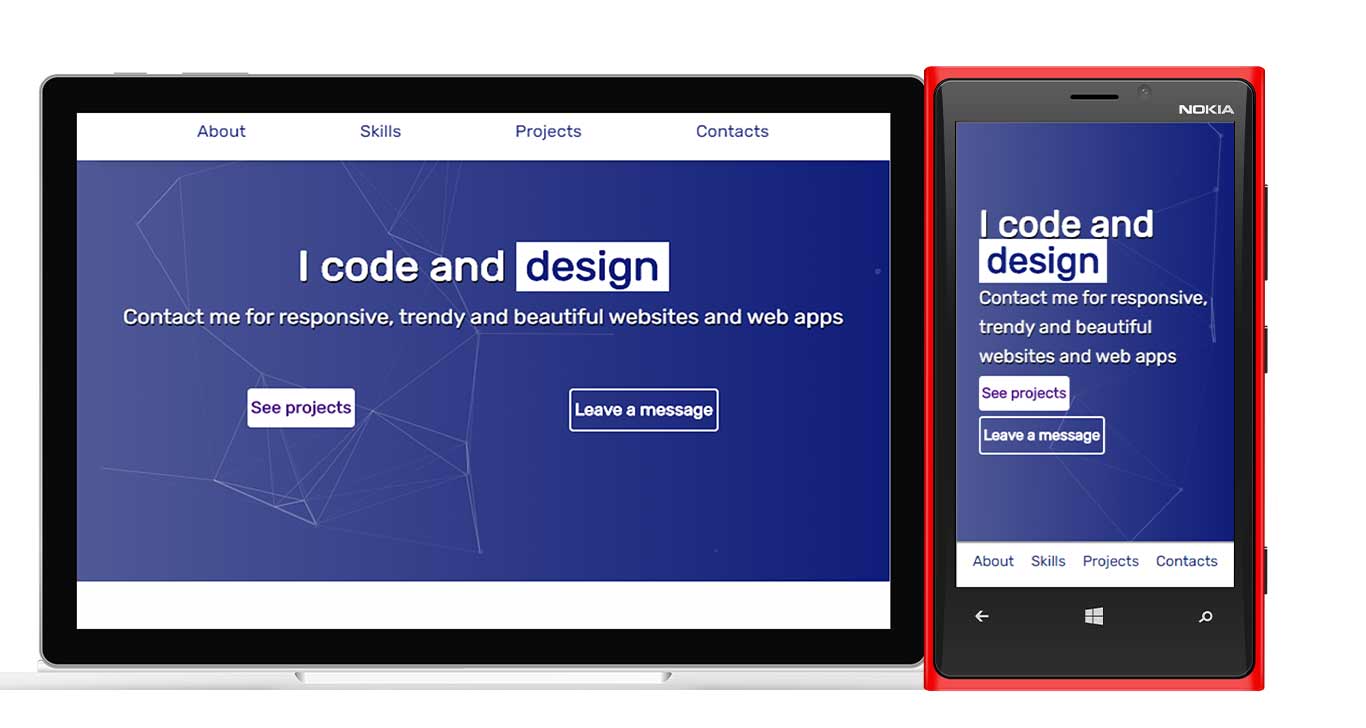 About Skills Projects Contacts
I code and design
Contact me for responsive, trendy and beautiful websites and web apps
See projects Leave a message
NOKIA
I code and
design
Contact me for responsive,
trendy and beautiful
websites and web apps
See projects
Leave a message
About Skills Projects Contacts